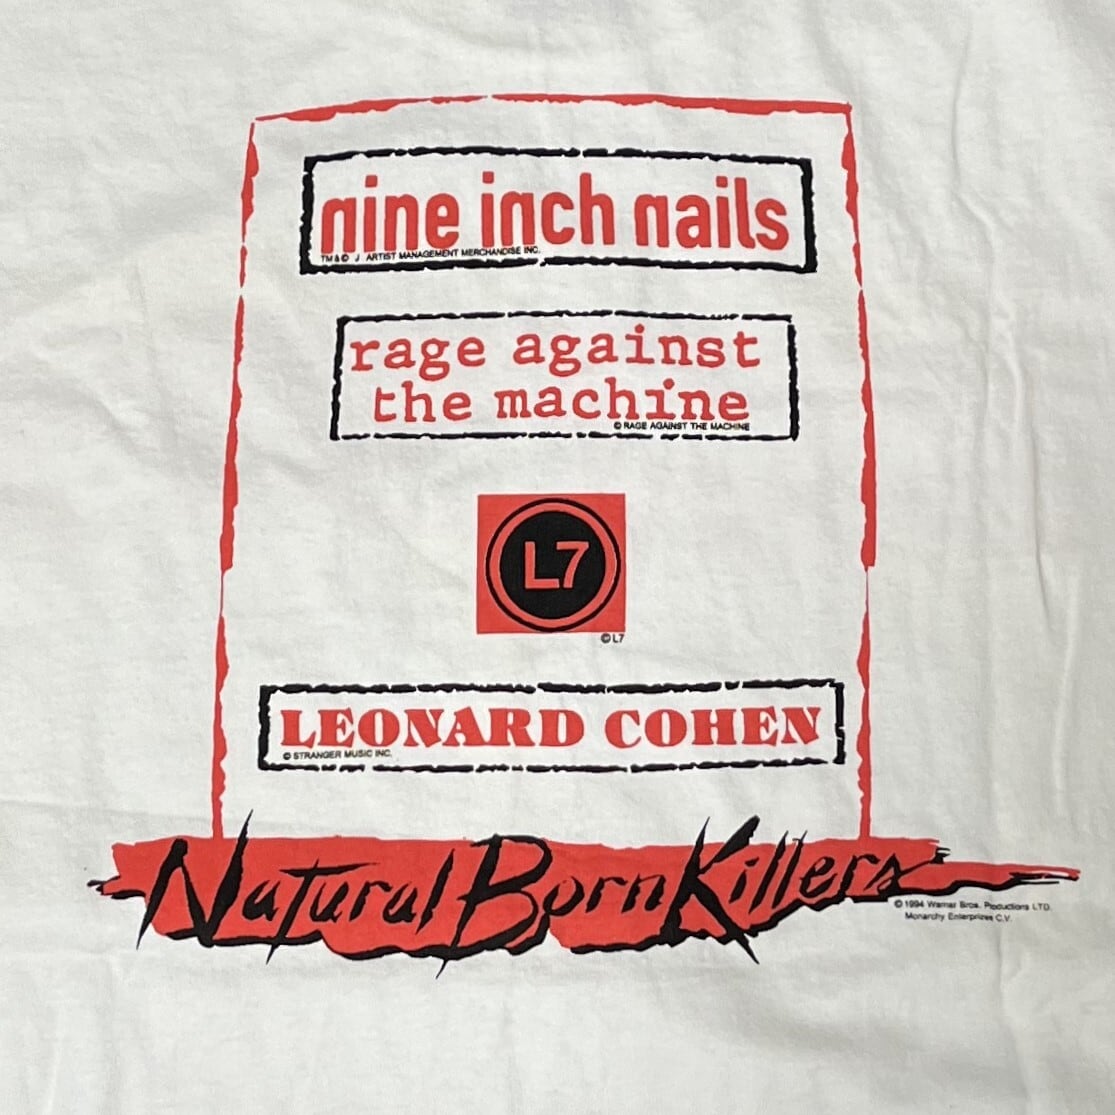 nine inch nails
TM & © J ARTIST MANAGEMENT MERCHANDISE INC.
rage against
the machine
© RAGE AGAINST THE MACHINE
L7
© L7
LEONARD COHEN
© STRANGER MUSIC INC.
Natural Born Killers
© 1994 Warner Bros. Productions LTD.
Monarchy Enterprises C.V.